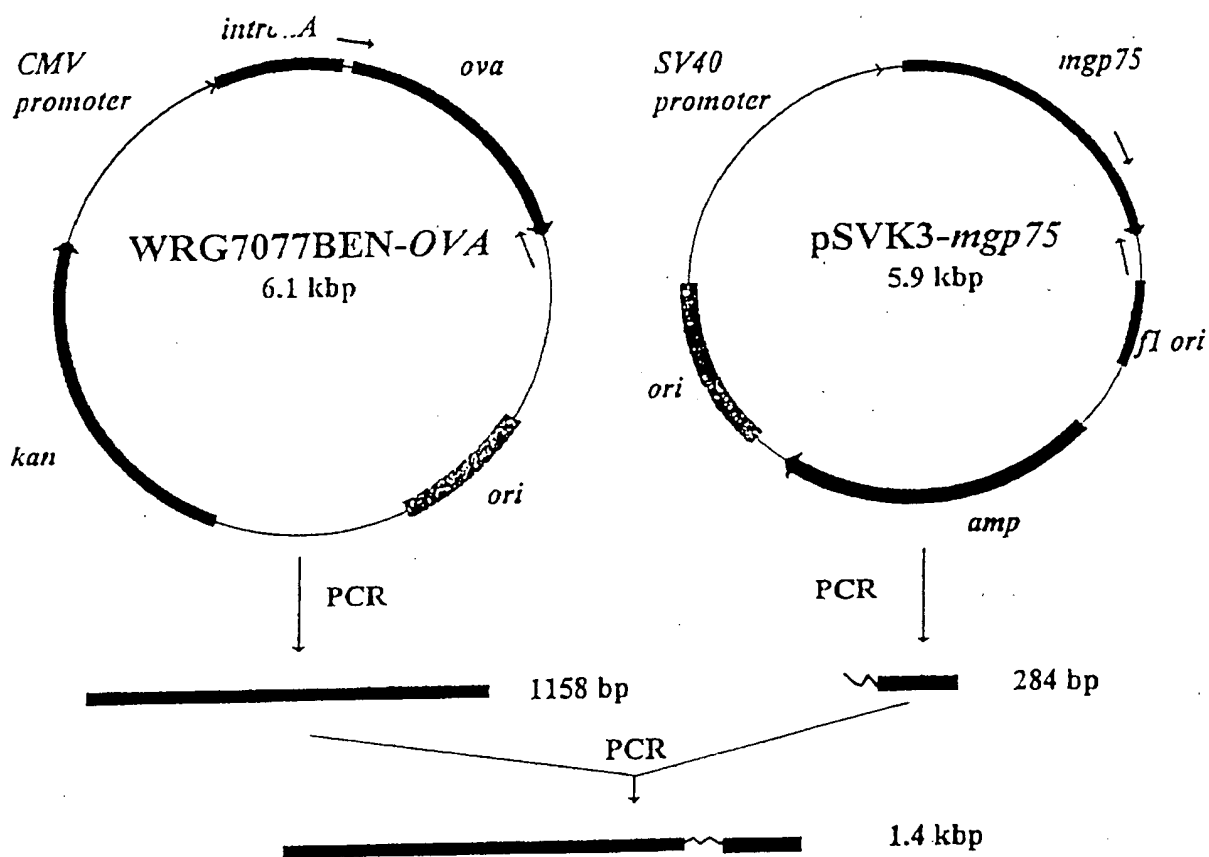 CMV
promoter
ova
WRG7077BEN-OVA
6.1 kbp
kan
ori
SV40
promoter
mgp75
pSVK3-mgp75
5.9 kbp
f1 ori
ori
amp
PCR
PCR
1158 bp
284 bp
PCR
1.4 kbp